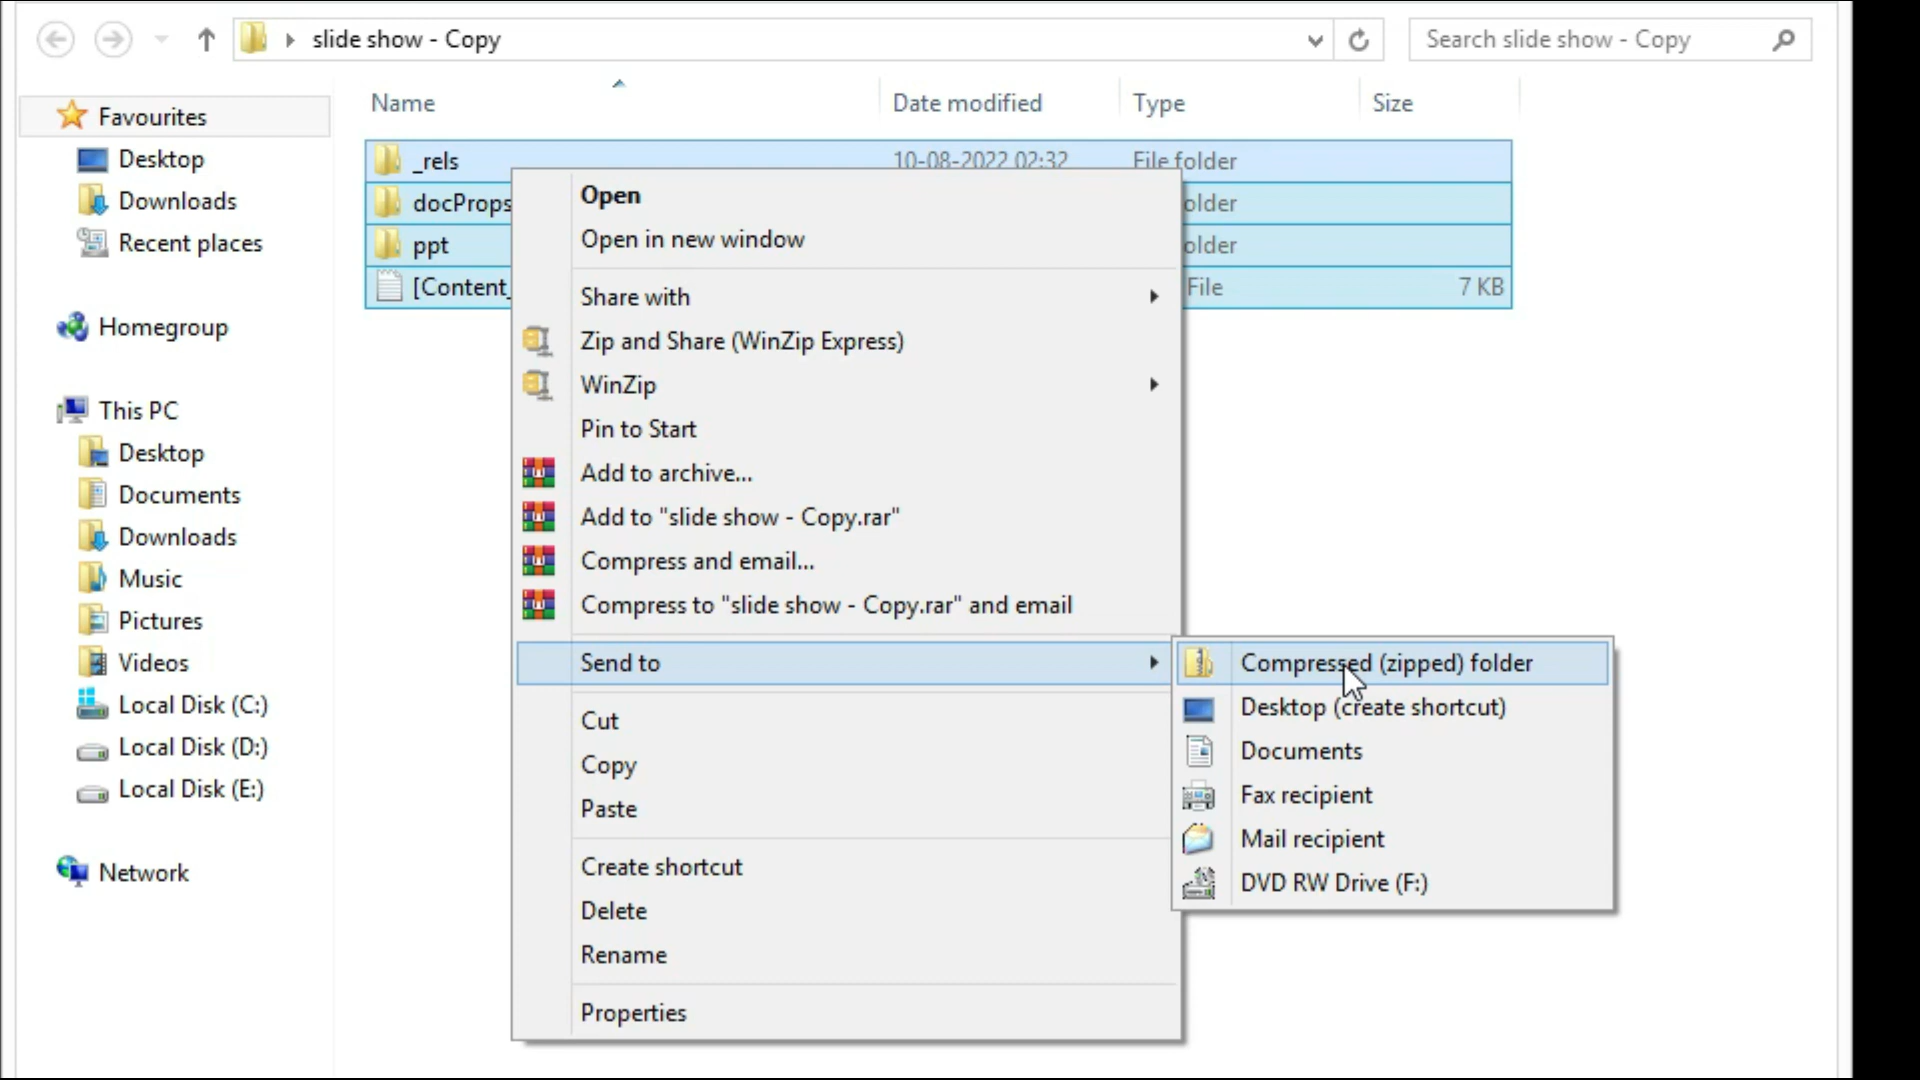 slide show - Copy
Search slide show - Copy
Name
Date modified
Type
Size
Favourites
Desktop
Downloads
Recent places
Homegroup
This PC
Desktop
Documents
Downloads
Music
Pictures
Videos
Local Disk (C:)
Local Disk (D:)
Local Disk (E:)
Network
_rels 10-08-2022 02:32 File folder
docProps older
ppt older
[Content_ File 7 KB
Open
Open in new window
Share with
Zip and Share (WinZip Express)
WinZip
Pin to Start
Add to archive...
Add to "slide show - Copy.rar"
Compress and email...
Compress to "slide show - Copy.rar" and email
Send to
Cut
Copy
Paste
Create shortcut
Delete
Rename
Properties
Compressed (zipped) folder
Desktop (create shortcut)
Documents
Fax recipient
Mail recipient
DVD RW Drive (F:)